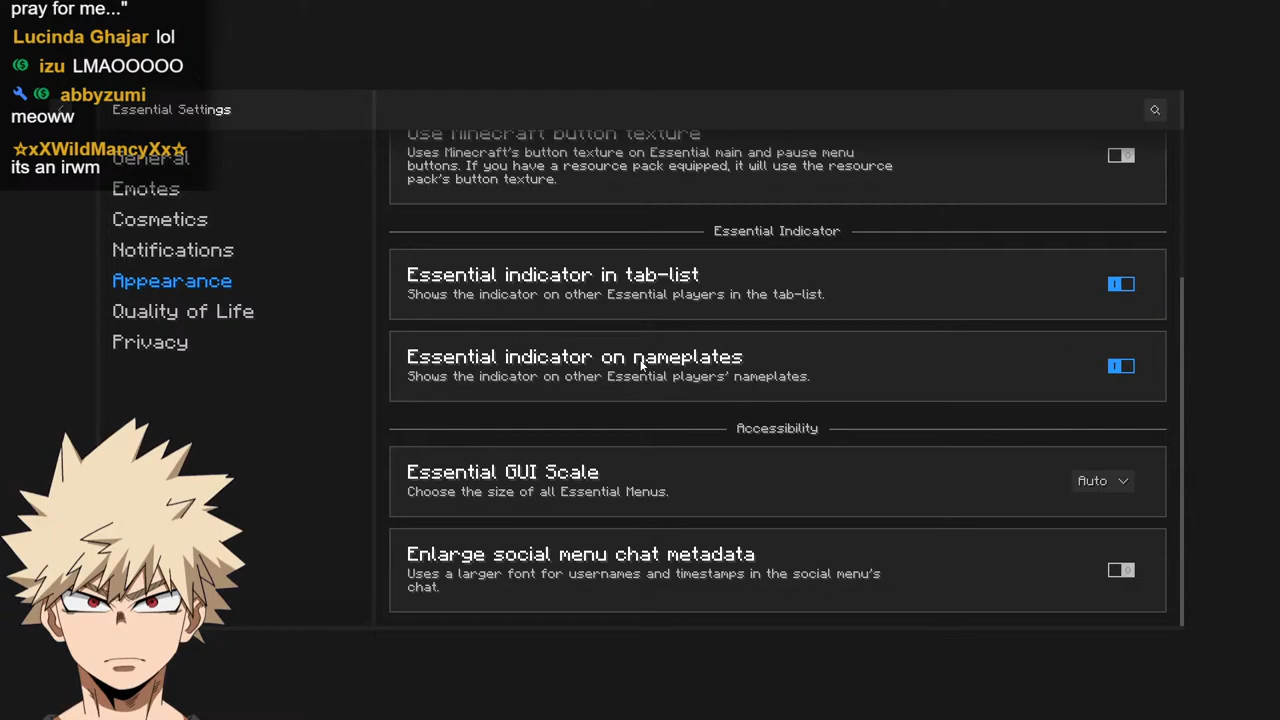 pray for me..."
Lucinda Ghajar lol
izu LMAOOOOO
abbyzumi
meoww
☆xXWildMancyXx☆
its an irwm
Essential Settings
General
Emotes
Cosmetics
Notifications
Appearance
Quality of Life
Privacy
Use Minecraft button texture
Uses Minecraft's button texture on Essential main and pause menu
buttons. If you have a resource pack equipped, it will use the resource
pack's button texture.
Essential Indicator
Essential indicator in tab-list
Shows the indicator on other Essential players in the tab-list.
Essential indicator on nameplates
Shows the indicator on other Essential players' nameplates.
Accessibility
Essential GUI Scale
Choose the size of all Essential Menus.
Auto
Enlarge social menu chat metadata
Uses a larger font for usernames and timestamps in the social menu's
chat.